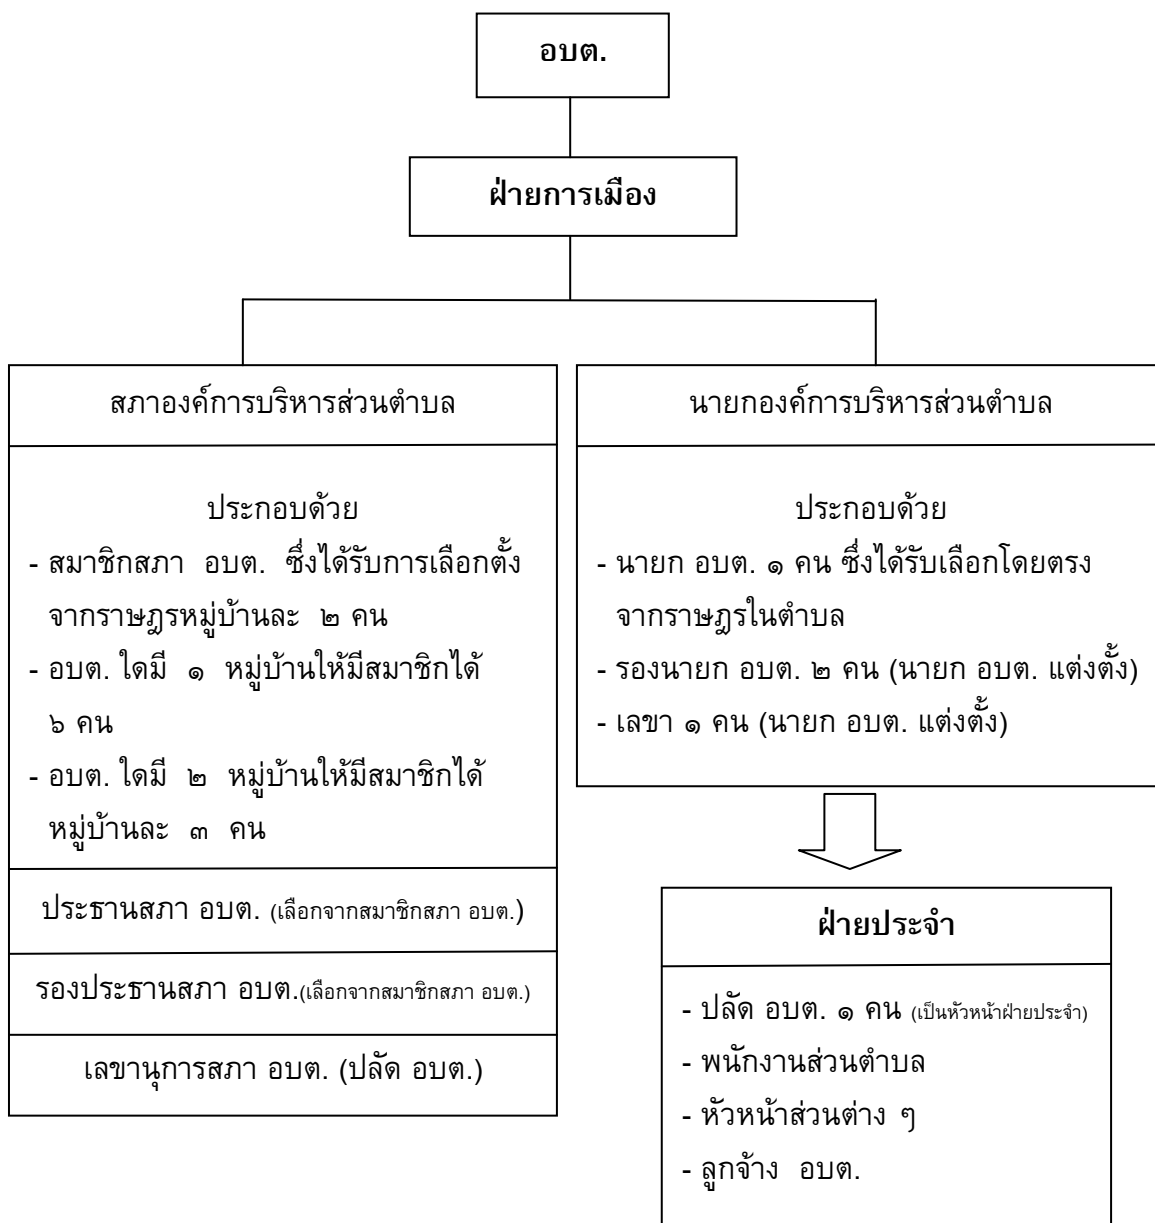 อบต.
ฝ่ายการเมือง
สภาองค์การบริหารส่วนตำบล
ประกอบด้วย
- สมาชิกสภา อบต. ซึ่งได้รับการเลือกตั้ง
จากราษฎรหมู่บ้านละ ๒ คน
- อบต. ใดมี ๑ หมู่บ้านให้มีสมาชิกได้
๖ คน
- อบต. ใดมี ๒ หมู่บ้านให้มีสมาชิกได้
หมู่บ้านละ ๓ คน
ประธานสภา อบต. (เลือกจากสมาชิกสภา อบต.)
รองประธานสภา อบต.(เลือกจากสมาชิกสภา อบต.)
เลขานุการสภา อบต. (ปลัด อบต.)
นายกองค์การบริหารส่วนตำบล
ประกอบด้วย
- นายก อบต. ๑ คน ซึ่งได้รับเลือกโดยตรง
จากราษฎรในตำบล
- รองนายก อบต. ๒ คน (นายก อบต. แต่งตั้ง)
- เลขา ๑ คน (นายก อบต. แต่งตั้ง)
ฝ่ายประจำ
- ปลัด อบต. ๑ คน (เป็นหัวหน้าฝ่ายประจำ)
- พนักงานส่วนตำบล
- หัวหน้าส่วนต่าง ๆ
- ลูกจ้าง อบต.